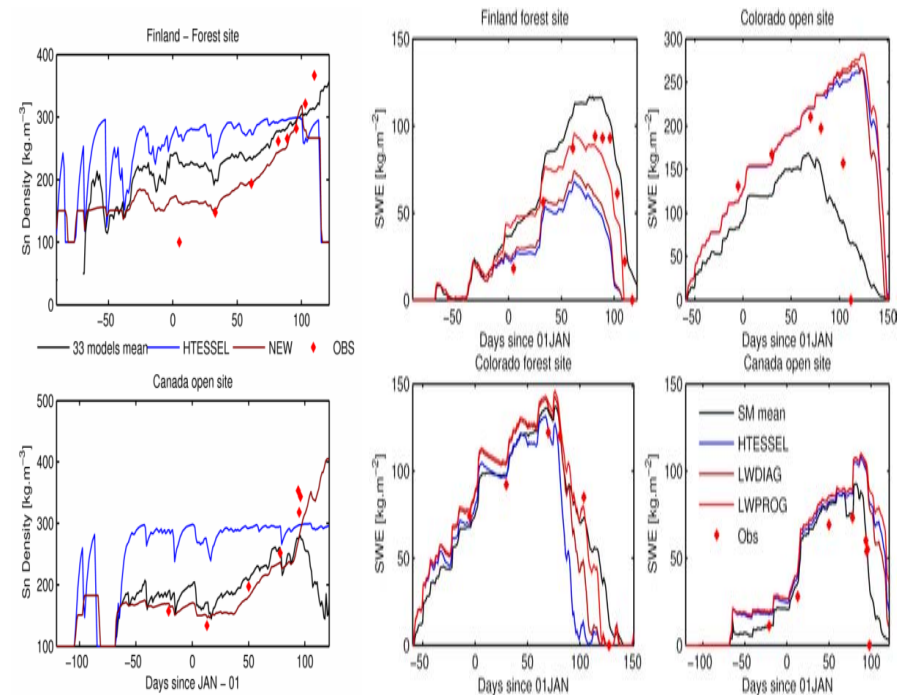 Finland − Forest site
Sn Density [kg.m−3]
400
300
200
100
0
−50 0 50 100
33 models mean HTESSEL NEW OBS
Canada open site
Sn Density [kg.m−3]
500
400
300
200
100
−100 −50 0 50 100
Days since JAN − 01
Finland forest site
SWE [kg.m−2]
150
100
50
0
−50 0 50 100
Days since 01JAN
Colorado open site
SWE [kg.m−2]
300
250
200
150
100
50
0
−50 0 50 100 150
Days since 01JAN
Colorado forest site
SWE [kg.m−2]
150
100
50
0
−50 0 50 100 150
Days since 01JAN
Canada open site
SWE [kg.m−2]
150
100
50
0
SM mean
HTESSEL
LWDIAG
LWPROG
Obs
−100 −50 0 50 100
Days since 01JAN